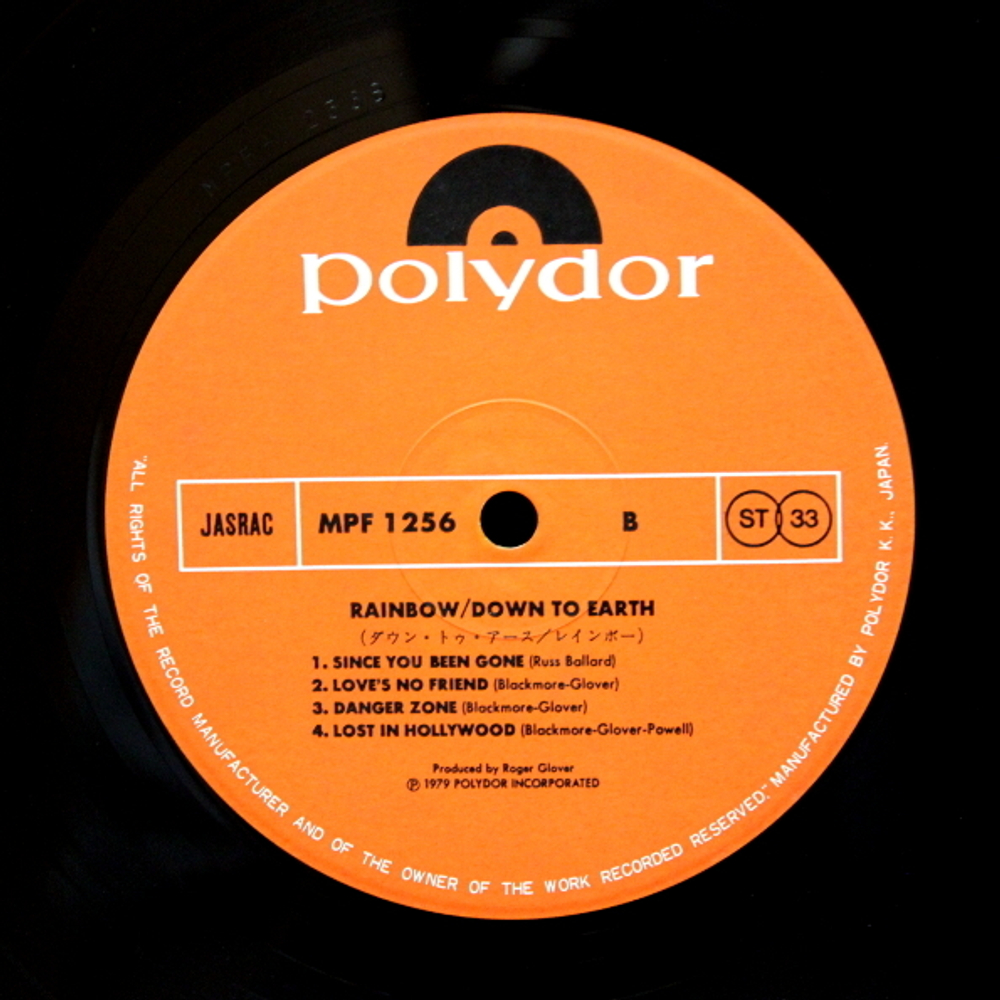 polydor
JASRAC
MPF 1256
B
ST 33
RAINBOW/DOWN TO EARTH
(ダウン・トゥ・アース/レインボー)
1. SINCE YOU BEEN GONE (Russ Ballard)
2. LOVE'S NO FRIEND (Blackmore-Glover)
3. DANGER ZONE (Blackmore-Glover)
4. LOST IN HOLLYWOOD (Blackmore-Glover-Powell)
Produced by Roger Glover
Ⓟ 1979 POLYDOR INCORPORATED
"ALL RIGHTS OF THE RECORD MANUFACTURER AND OF THE OWNER OF THE WORK RECORDED RESERVED." MANUFACTURED BY POLYDOR K. K., JAPAN.